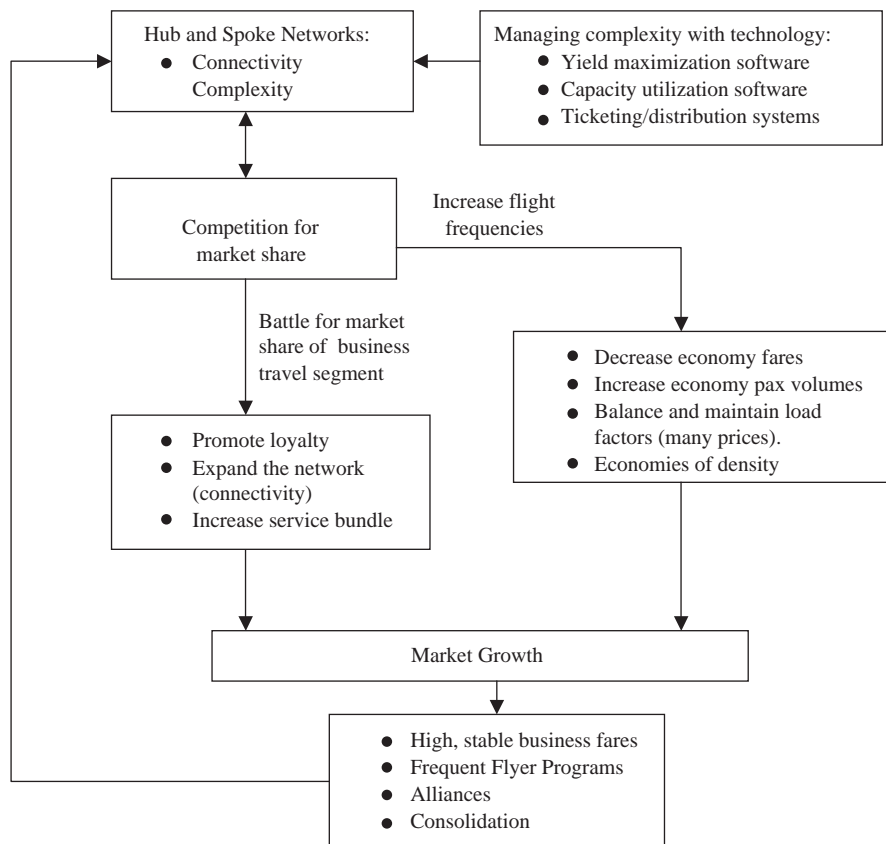 Hub and Spoke Networks:
● Connectivity
Complexity
Managing complexity with technology:
● Yield maximization software
● Capacity utilization software
● Ticketing/distribution systems
Competition for
market share
Increase flight
frequencies
Battle for market
share of business
travel segment
● Decrease economy fares
● Increase economy pax volumes
● Balance and maintain load
factors (many prices).
● Economies of density
● Promote loyalty
● Expand the network
(connectivity)
● Increase service bundle
Market Growth
● High, stable business fares
● Frequent Flyer Programs
● Alliances
● Consolidation